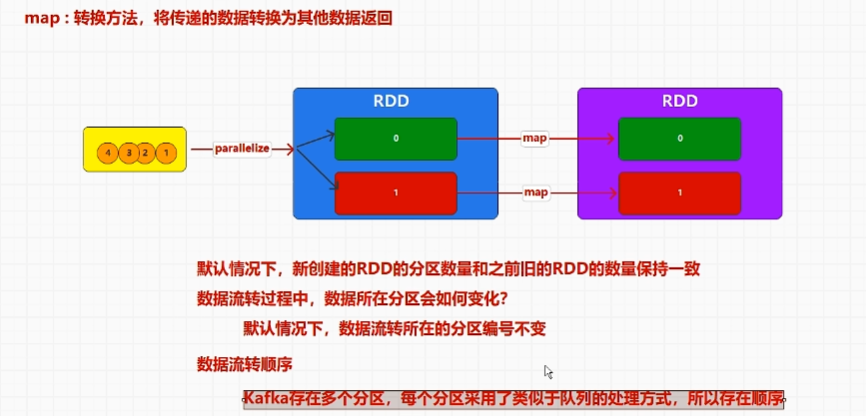 map : 转换方法，将传递的数据转换为其他数据返回
RDD
RDD
0
map
0
4 3 2 1
parallelize
1
map
1
默认情况下，新创建的RDD的分区数量和之前旧的RDD的数量保持一致
数据流转过程中，数据所在分区会如何变化？
默认情况下，数据流转所在的分区编号不变
数据流转顺序
Kafka存在多个分区，每个分区采用了类似于队列的处理方式，所以存在顺序